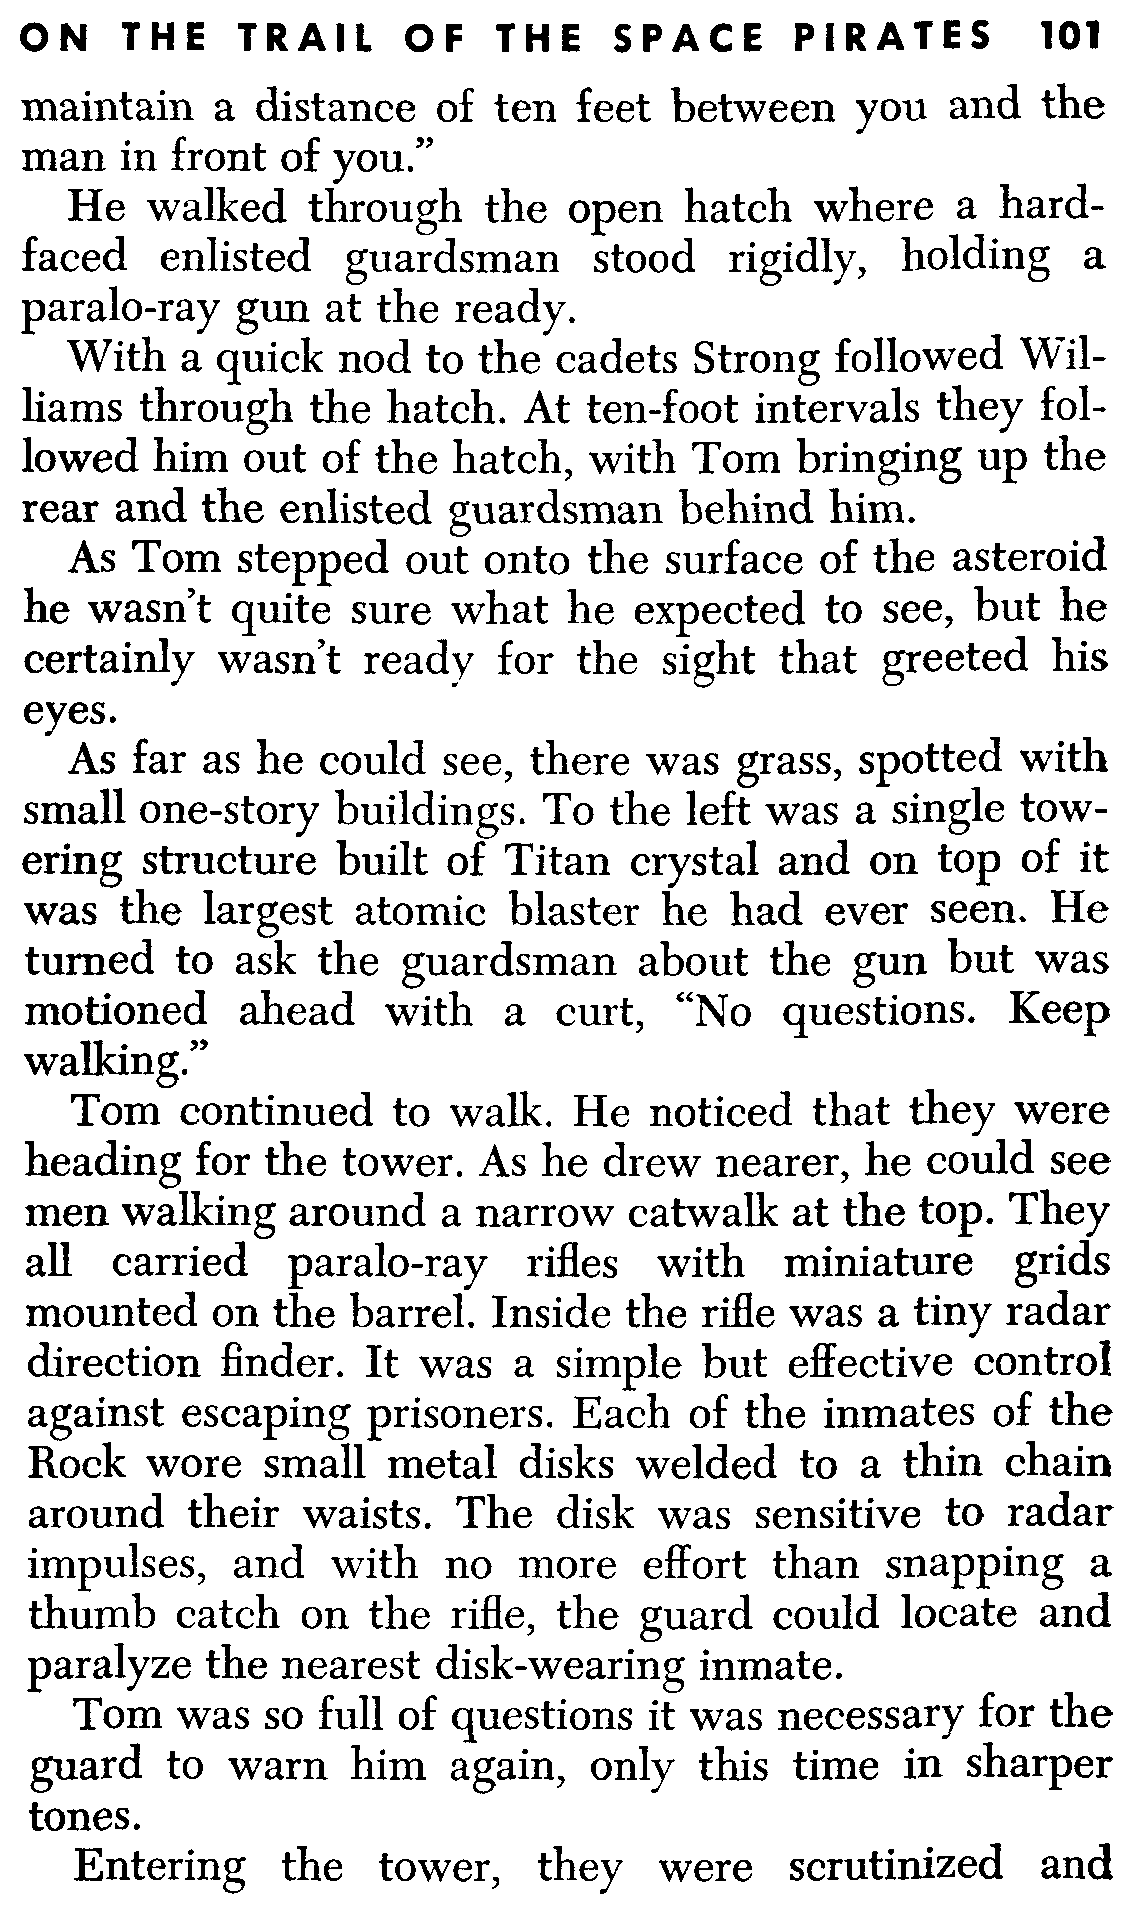 ON THE TRAIL OF THE SPACE PIRATES 101
maintain a distance of ten feet between you and the
man in front of you.”
He walked through the open hatch where a hard-
faced enlisted guardsman stood rigidly, holding a
paralo-ray gun at the ready.
With a quick nod to the cadets Strong followed Wil-
liams through the hatch. At ten-foot intervals they fol-
lowed him out of the hatch, with Tom bringing up the
rear and the enlisted guardsman behind him.
As Tom stepped out onto the surface of the asteroid
he wasn’t quite sure what he expected to see, but he
certainly wasn’t ready for the sight that greeted his
eyes.
As far as he could see, there was grass, spotted with
small one-story buildings. To the left was a single tow-
ering structure built of Titan crystal and on top of it
was the largest atomic blaster he had ever seen. He
turned to ask the guardsman about the gun but was
motioned ahead with a curt, “No questions. Keep
walking.”
Tom continued to walk. He noticed that they were
heading for the tower. As he drew nearer, he could see
men walking around a narrow catwalk at the top. They
all carried paralo-ray rifles with miniature grids
mounted on the barrel. Inside the rifle was a tiny radar
direction finder. It was a simple but effective control
against escaping prisoners. Each of the inmates of the
Rock wore small metal disks welded to a thin chain
around their waists. The disk was sensitive to radar
impulses, and with no more effort than snapping a
thumb catch on the rifle, the guard could locate and
paralyze the nearest disk-wearing inmate.
Tom was so full of questions it was necessary for the
guard to warn him again, only this time in sharper
tones.
Entering the tower, they were scrutinized and